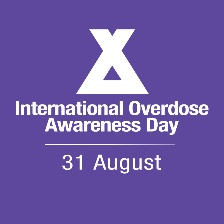 International Overdose
Awareness Day
31 August